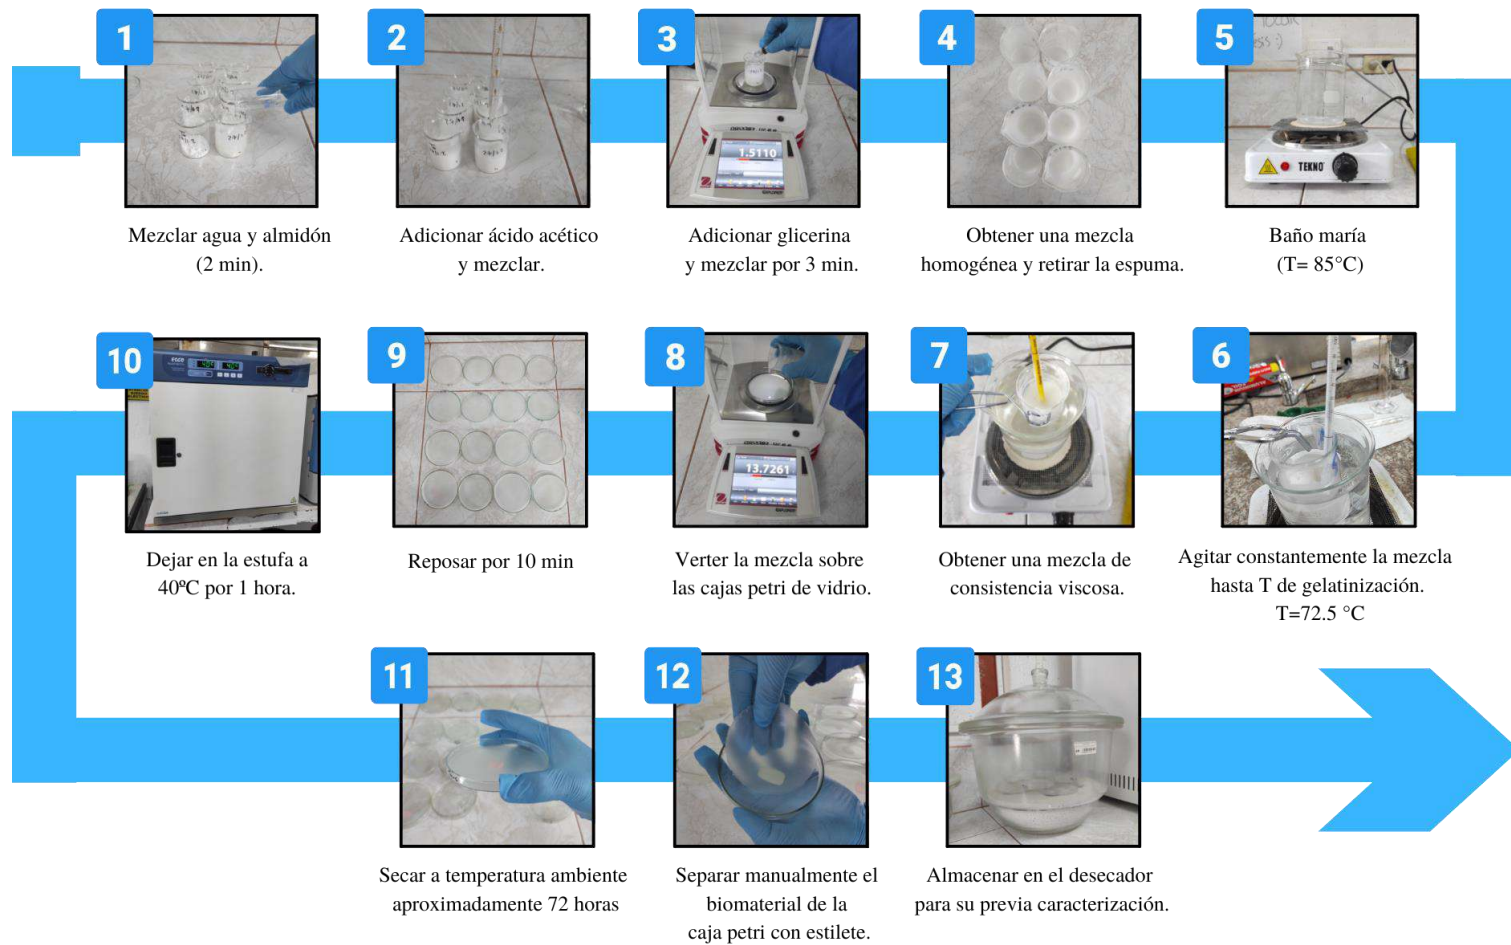 1
Mezclar agua y almidón
(2 min).
2
Adicionar ácido acético
y mezclar.
3
1.5110
Adicionar glicerina
y mezclar por 3 min.
4
Obtener una mezcla
homogénea y retirar la espuma.
5
TEKNO
Baño maría
(T= 85°C)
6
Agitar constantemente la mezcla
hasta T de gelatinización.
T=72.5 °C
7
Obtener una mezcla de
consistencia viscosa.
8
13.7261
Verter la mezcla sobre
las cajas petri de vidrio.
9
Reposar por 10 min
10
Dejar en la estufa a
40ºC por 1 hora.
11
Secar a temperatura ambiente
aproximadamente 72 horas
12
Separar manualmente el
biomaterial de la
caja petri con estilete.
13
Almacenar en el desecador
para su previa caracterización.